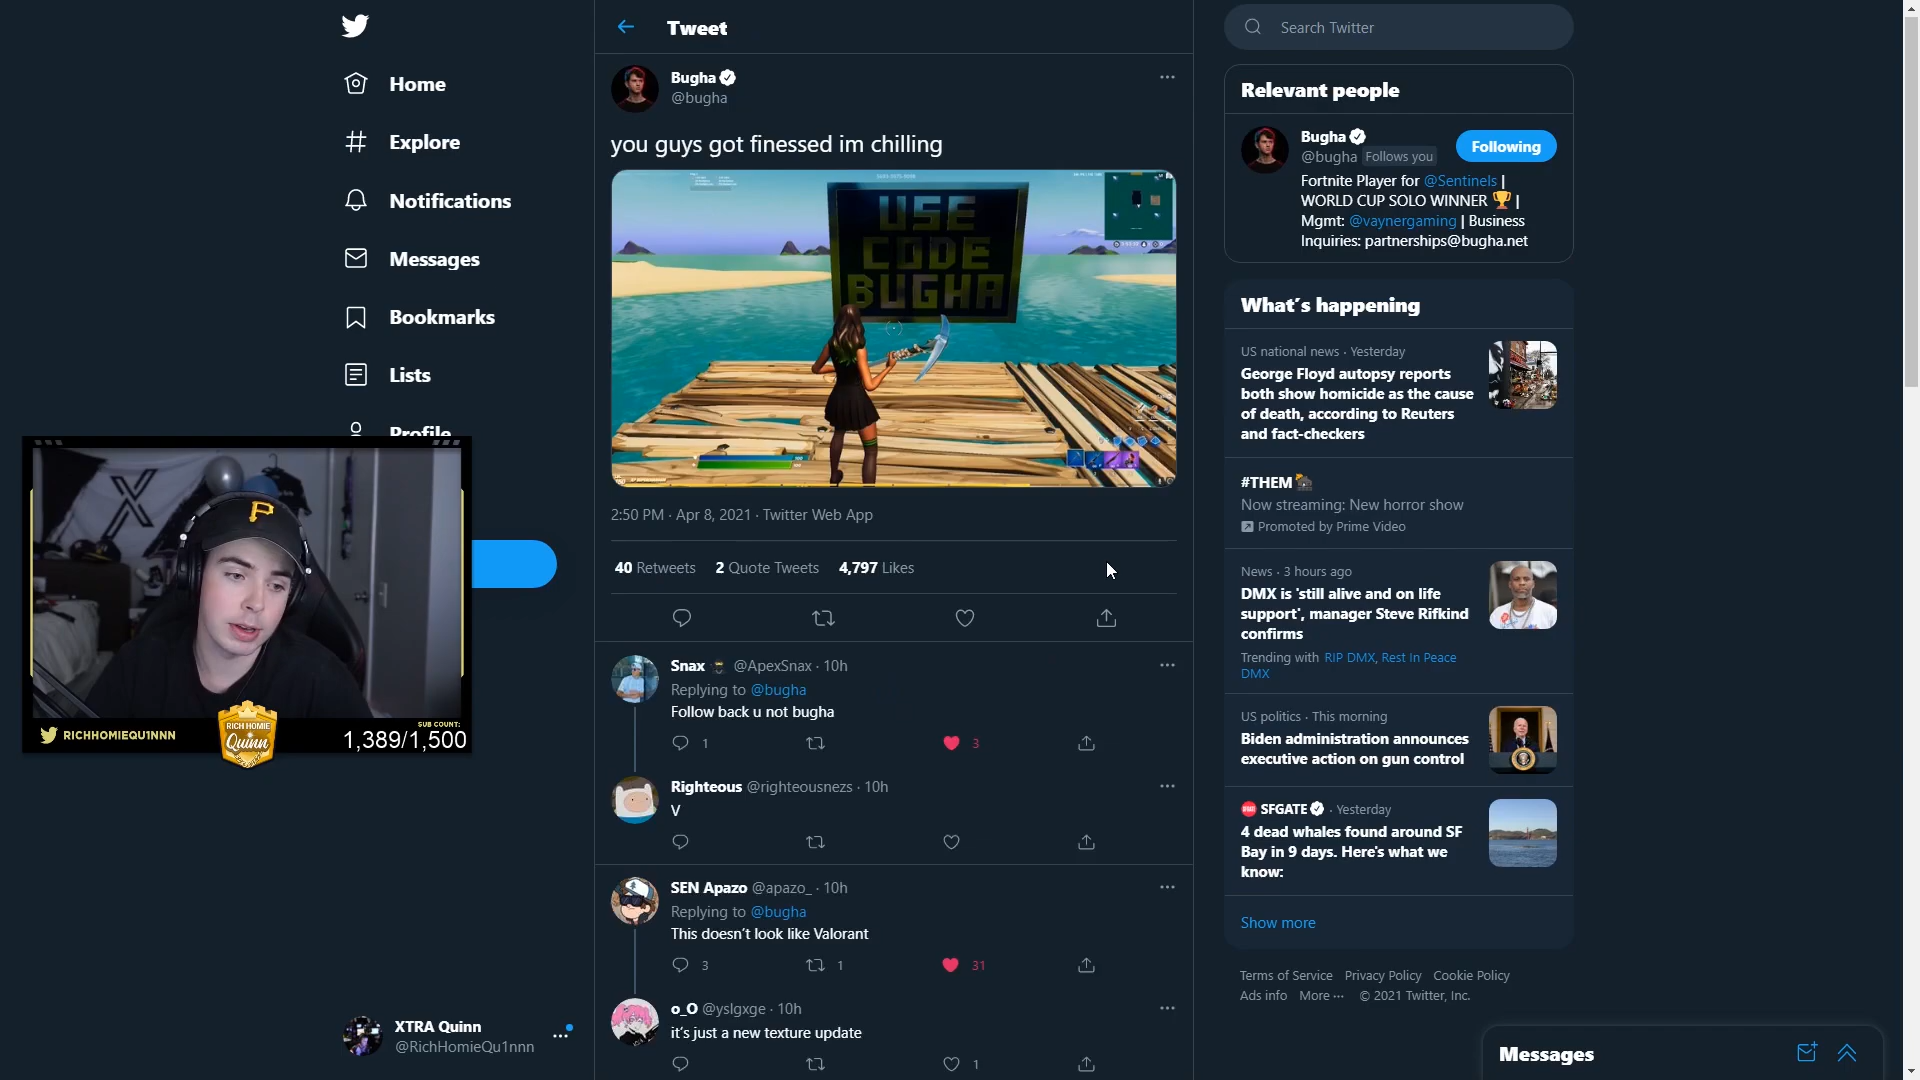 Home
Explore
Notifications
Messages
Bookmarks
Lists
Profile
RICHHOMIEQU1NNN
RICH HOMIE
Quinn
SUB COUNT:
1,389/1,500
XTRA Quinn
@RichHomieQu1nnn
Tweet
Bugha
@bugha
you guys got finessed im chilling
USE
CODE
BUGHA
2:50 PM · Apr 8, 2021 · Twitter Web App
40 Retweets 2 Quote Tweets 4,797 Likes
Snax @ApexSnax · 10h
Replying to @bugha
Follow back u not bugha
1 3
Righteous @righteousnezs · 10h
V
SEN Apazo @apazo_ · 10h
Replying to @bugha
This doesn't look like Valorant
3 1 31
o_O @yslgxge · 10h
it's just a new texture update
1
Search Twitter
Relevant people
Bugha
@bugha Follows you
Following
Fortnite Player for @Sentinels |
WORLD CUP SOLO WINNER 🏆 |
Mgmt: @vaynergaming | Business
Inquiries: partnerships@bugha.net
What's happening
US national news · Yesterday
George Floyd autopsy reports
both show homicide as the cause
of death, according to Reuters
and fact-checkers
#THEM
Now streaming: New horror show
Promoted by Prime Video
News · 3 hours ago
DMX is 'still alive and on life
support', manager Steve Rifkind
confirms
Trending with RIP DMX, Rest In Peace
DMX
US politics · This morning
Biden administration announces
executive action on gun control
SFGATE · Yesterday
4 dead whales found around SF
Bay in 9 days. Here's what we
know:
Show more
Terms of Service Privacy Policy Cookie Policy
Ads info More ··· © 2021 Twitter, Inc.
Messages